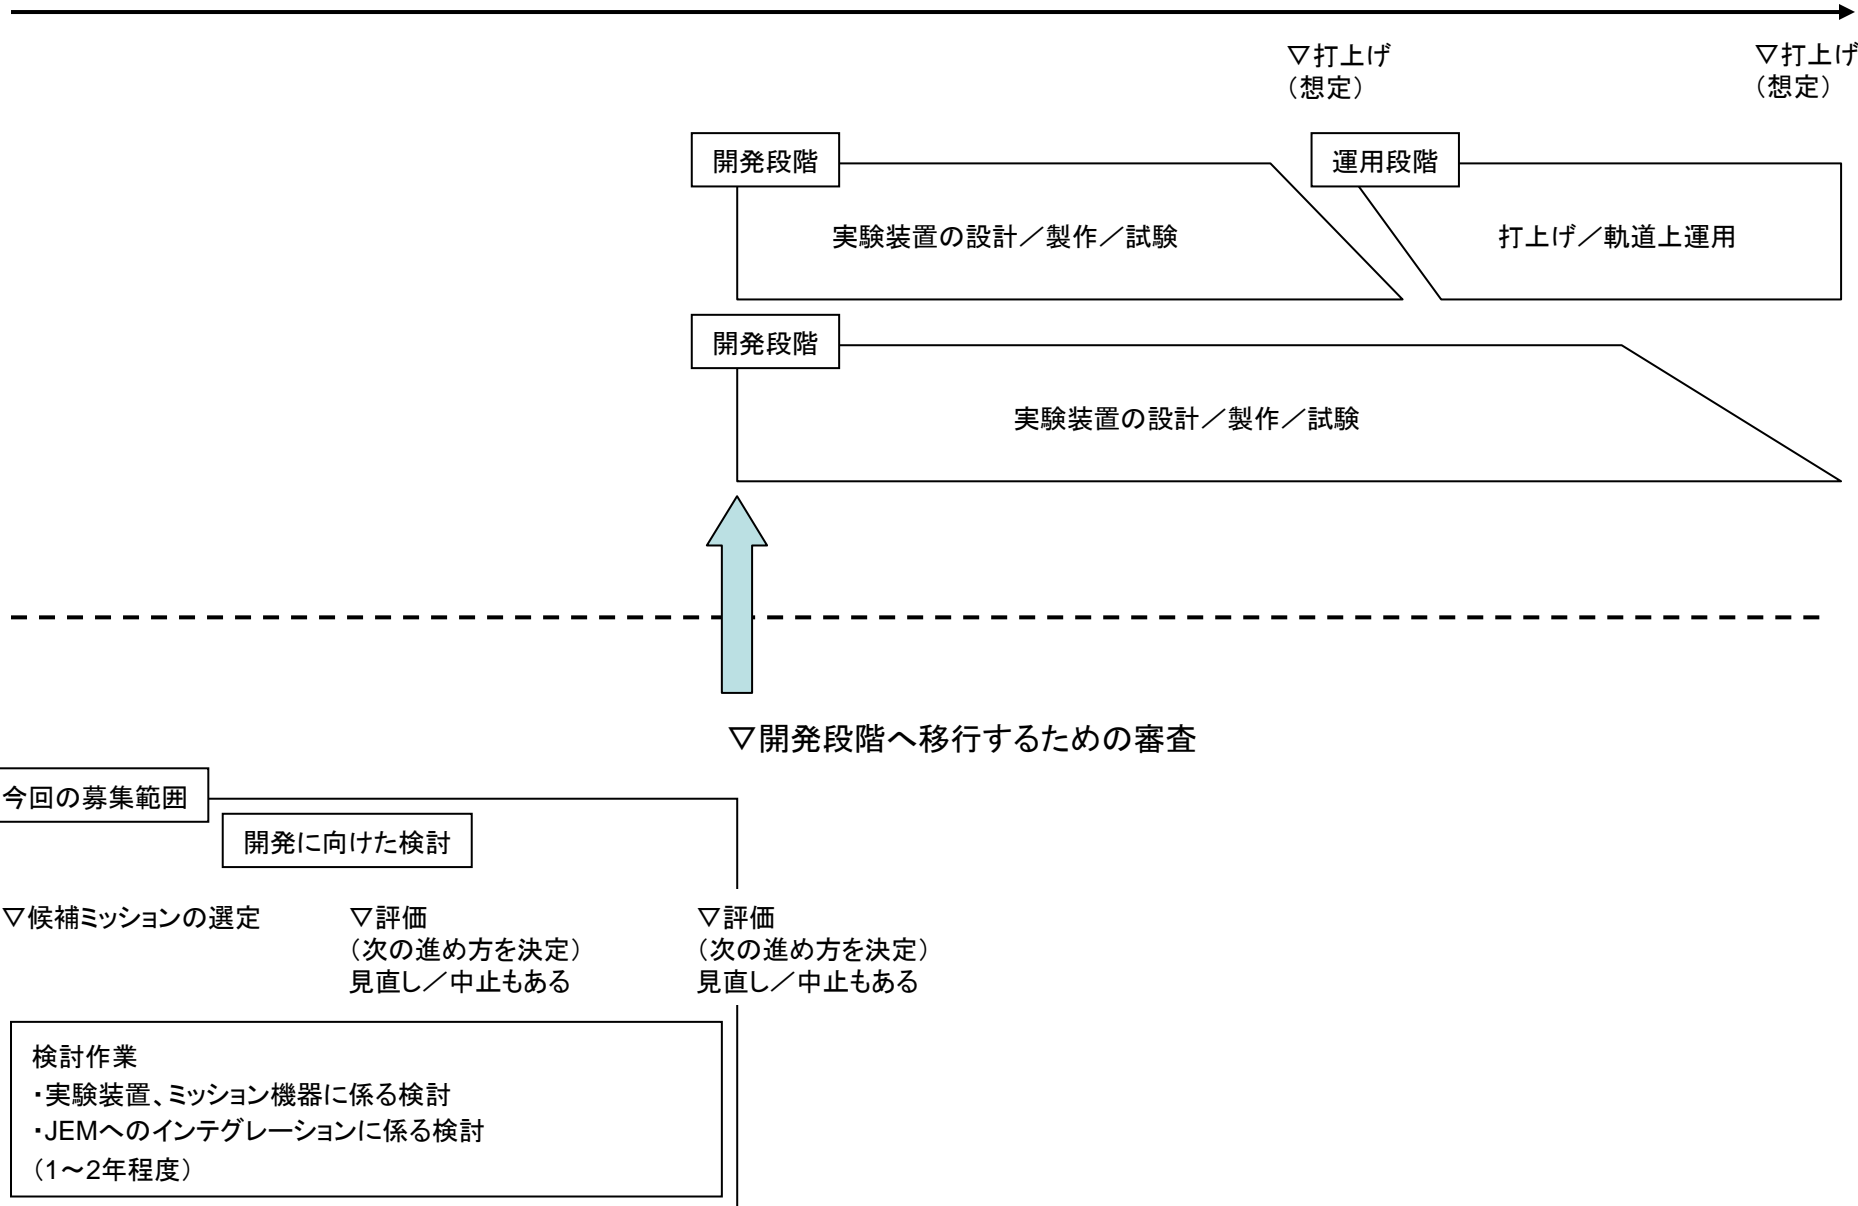 ▽打上げ
（想定）
▽打上げ
（想定）
開発段階
運用段階
実験装置の設計／製作／試験
打上げ／軌道上運用
開発段階
実験装置の設計／製作／試験
▽開発段階へ移行するための審査
今回の募集範囲
開発に向けた検討
▽候補ミッションの選定
▽評価
（次の進め方を決定）
見直し／中止もある
▽評価
（次の進め方を決定）
見直し／中止もある
検討作業
・実験装置、ミッション機器に係る検討
・JEMへのインテグレーションに係る検討
（1～2年程度）